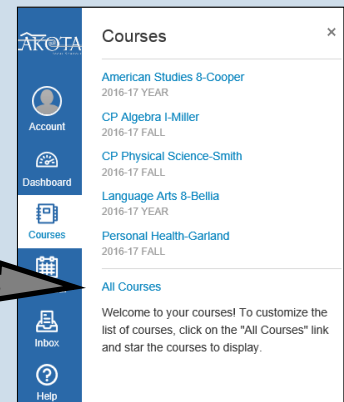 AKOTA
Courses
×
American Studies 8-Cooper
2016-17 YEAR
CP Algebra I-Miller
2016-17 FALL
CP Physical Science-Smith
2016-17 FALL
Language Arts 8-Bellia
2016-17 YEAR
Personal Health-Garland
2016-17 FALL
All Courses
Welcome to your courses! To customize the
list of courses, click on the "All Courses" link
and star the courses to display.
Account
Dashboard
Courses
Inbox
Help